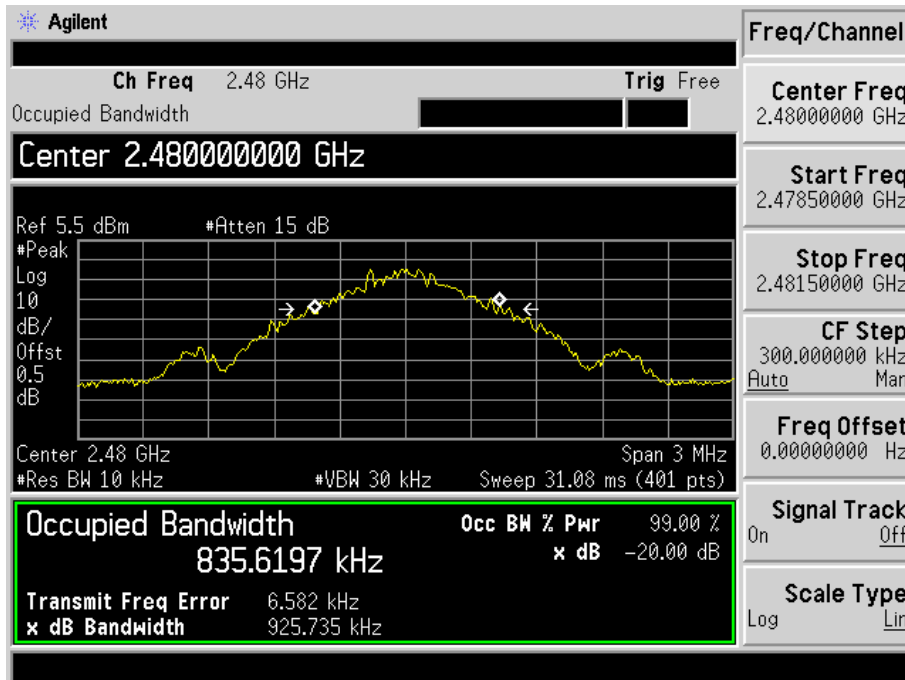 Agilent
Ch Freq 2.48 GHz Trig Free
Occupied Bandwidth
Center 2.480000000 GHz
Ref 5.5 dBm #Atten 15 dB
#Peak
Log
10
dB/
Offst
0.5
dB
Center 2.48 GHz Span 3 MHz
#Res BW 10 kHz #VBW 30 kHz Sweep 31.08 ms (401 pts)
Occupied Bandwidth Occ BW % Pwr 99.00 %
835.6197 kHz x dB -20.00 dB
Transmit Freq Error 6.582 kHz
x dB Bandwidth 925.735 kHz
Freq/Channel
Center Freq
2.48000000 GHz
Start Freq
2.47850000 GHz
Stop Freq
2.48150000 GHz
CF Step
300.000000 kHz
Auto Man
Freq Offset
0.00000000 Hz
Signal Track
On Off
Scale Type
Log Lin